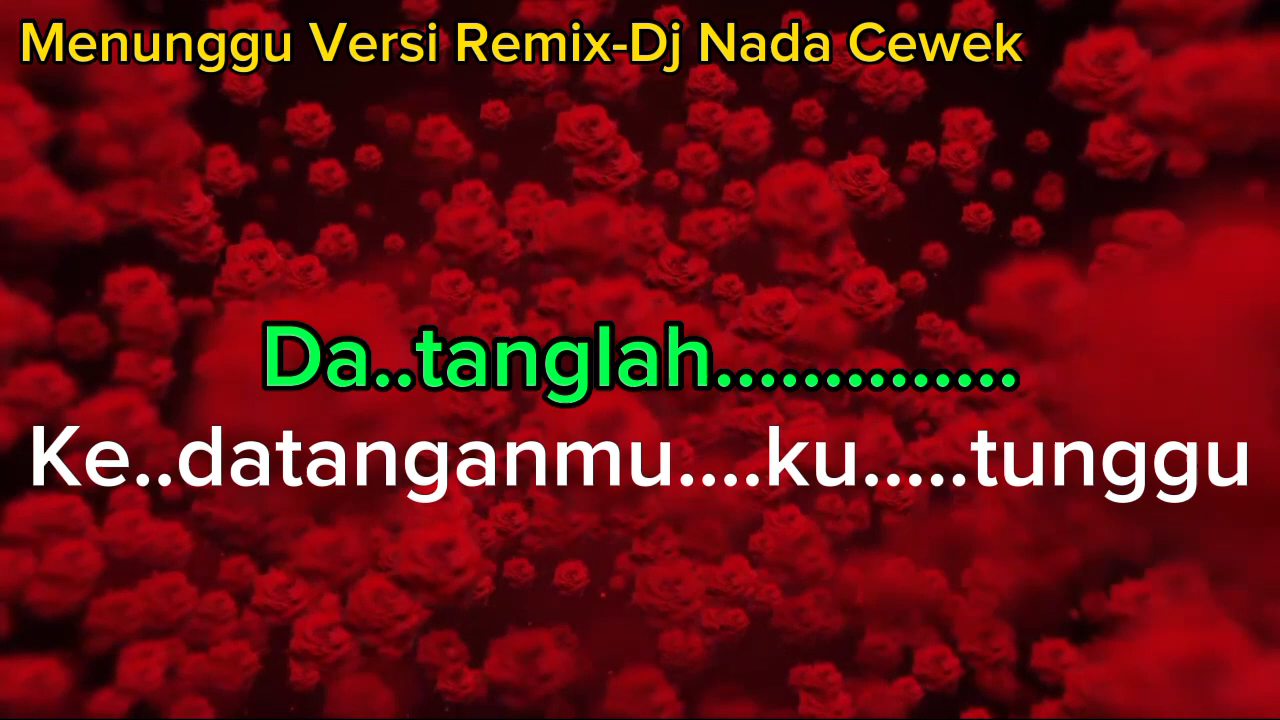 Menunggu Versi Remix-Dj Nada Cewek
Da..tanglah..............
Ke..datanganmu....ku.....tunggu